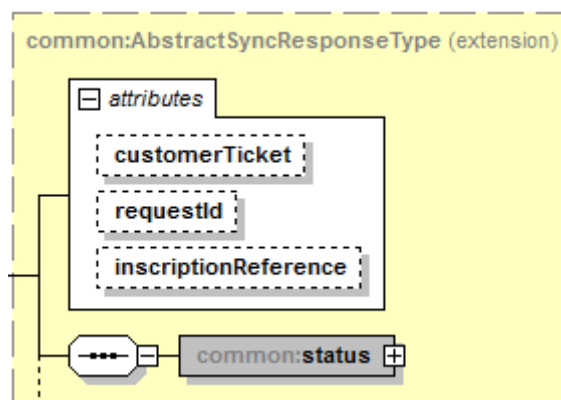 common:AbstractSyncResponseType (extension)
attributes
customerTicket
requestId
inscriptionReference
common:status